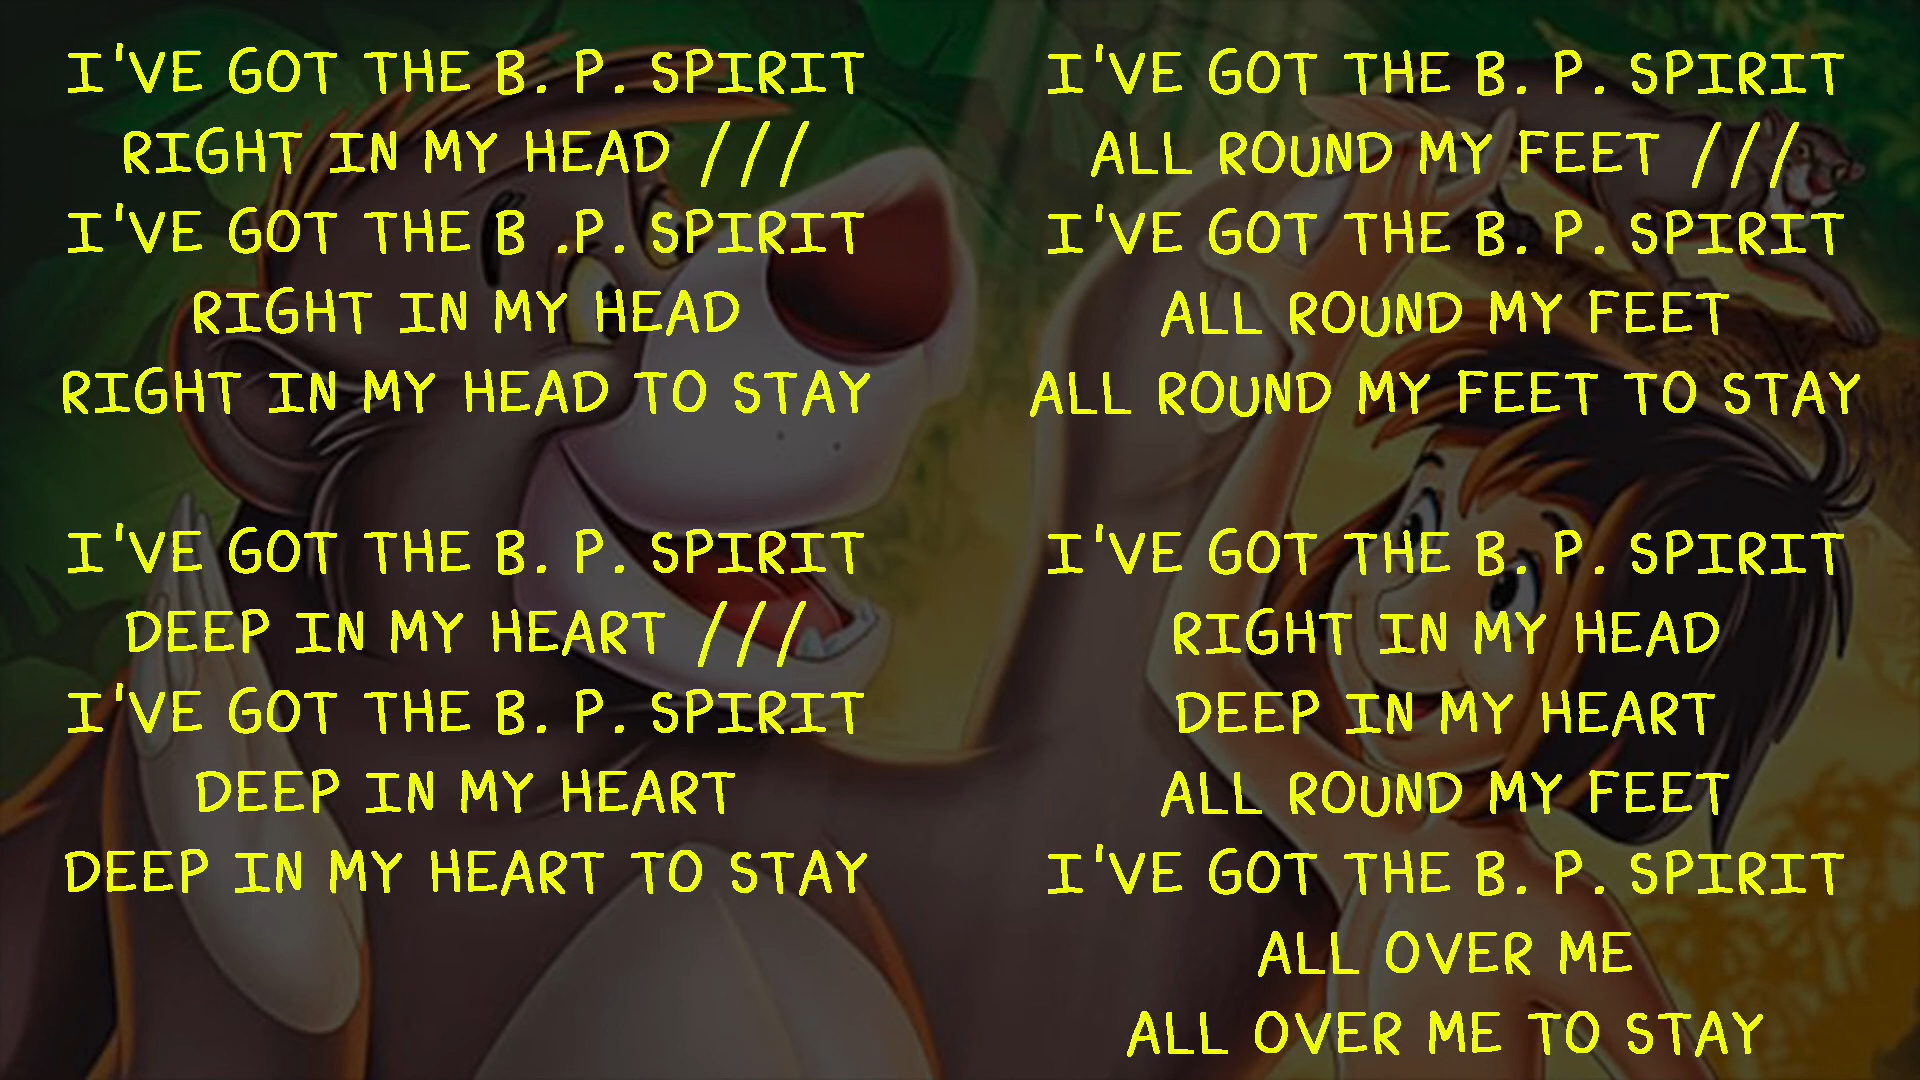 I'VE GOT THE B. P. SPIRIT
RIGHT IN MY HEAD ///
I'VE GOT THE B .P. SPIRIT
RIGHT IN MY HEAD
RIGHT IN MY HEAD TO STAY
I'VE GOT THE B. P. SPIRIT
DEEP IN MY HEART ///
I'VE GOT THE B. P. SPIRIT
DEEP IN MY HEART
DEEP IN MY HEART TO STAY
I'VE GOT THE B. P. SPIRIT
ALL ROUND MY FEET ///
I'VE GOT THE B. P. SPIRIT
ALL ROUND MY FEET
ALL ROUND MY FEET TO STAY
I'VE GOT THE B. P. SPIRIT
RIGHT IN MY HEAD
DEEP IN MY HEART
ALL ROUND MY FEET
I'VE GOT THE B. P. SPIRIT
ALL OVER ME
ALL OVER ME TO STAY